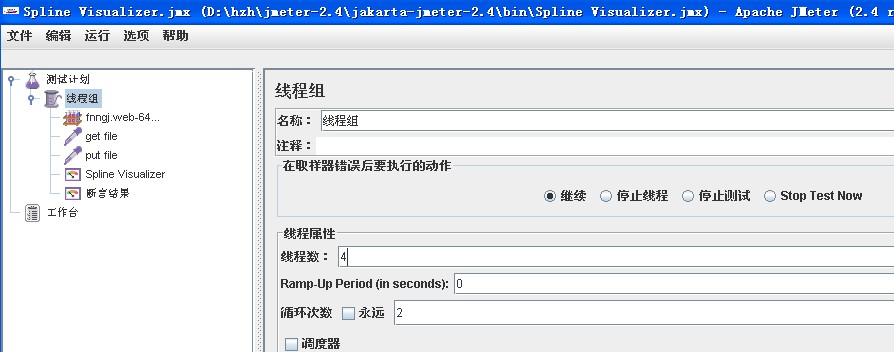 Spline Visualizer.jmx (D:\hzh\jmeter-2.4\jakarta-jmeter-2.4\bin\Spline Visualizer.jmx) - Apache JMeter (2.4 r
文件 编辑 运行 选项 帮助
测试计划
线程组
fnngj.web-64...
get file
put file
Spline Visualizer
断言结果
工作台
线程组
名称： 线程组
注释：
在取样器错误后要执行的动作
继续 停止线程 停止测试 Stop Test Now
线程属性
线程数： 4
Ramp-Up Period (in seconds): 0
循环次数 永远 2
调度器